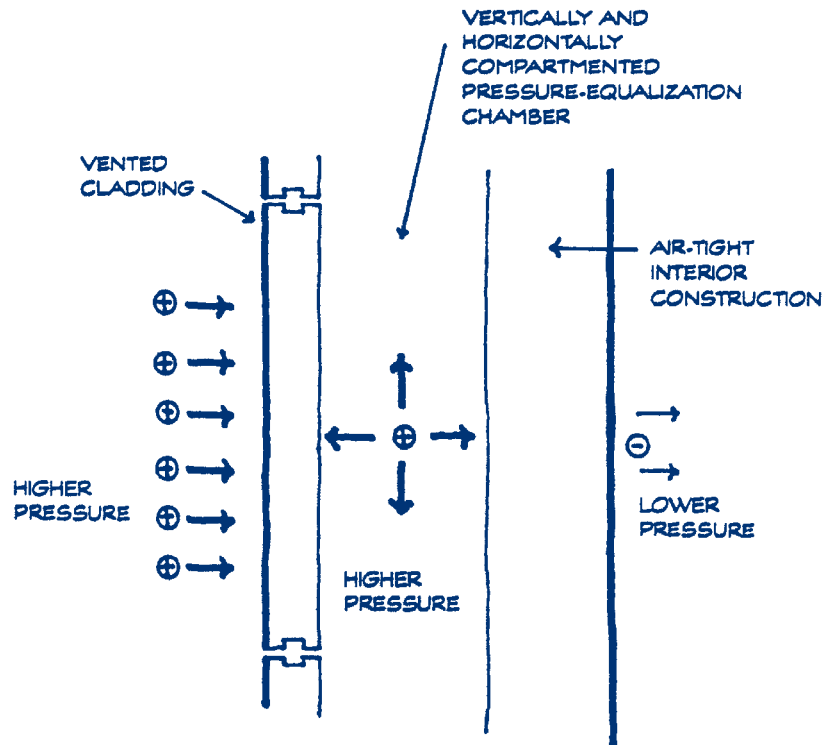 VERTICALLY AND
HORIZONTALLY
COMPARTMENTED
PRESSURE-EQUALIZATION
CHAMBER
VENTED
CLADDING
AIR-TIGHT
INTERIOR
CONSTRUCTION
HIGHER
PRESSURE
LOWER
PRESSURE
HIGHER
PRESSURE